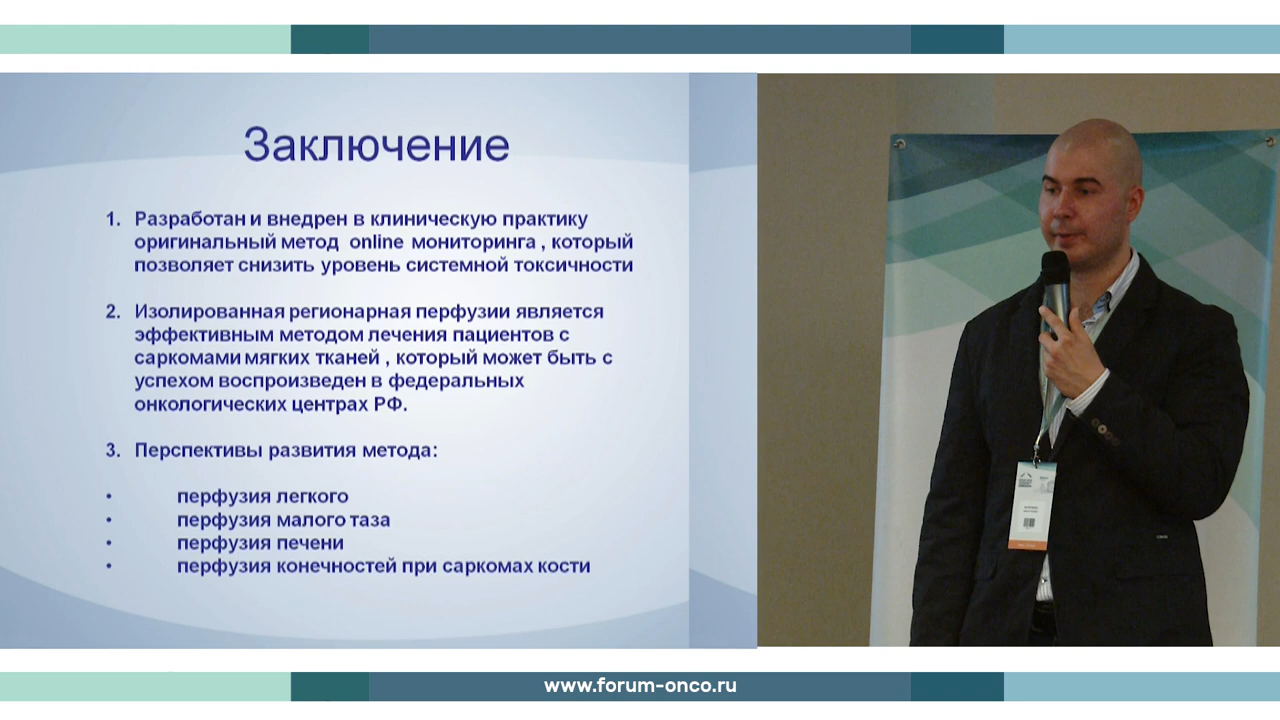 Заключение
1. Разработан и внедрен в клиническую практику
оригинальный метод online мониторинга , который
позволяет снизить уровень системной токсичности
2. Изолированная регионарная перфузии является
эффективным методом лечения пациентов с
саркомами мягких тканей , который может быть с
успехом воспроизведен в федеральных
онкологических центрах РФ.
3. Перспективы развития метода:
• перфузия легкого
• перфузия малого таза
• перфузия печени
• перфузия конечностей при саркомах кости
www.forum-onco.ru